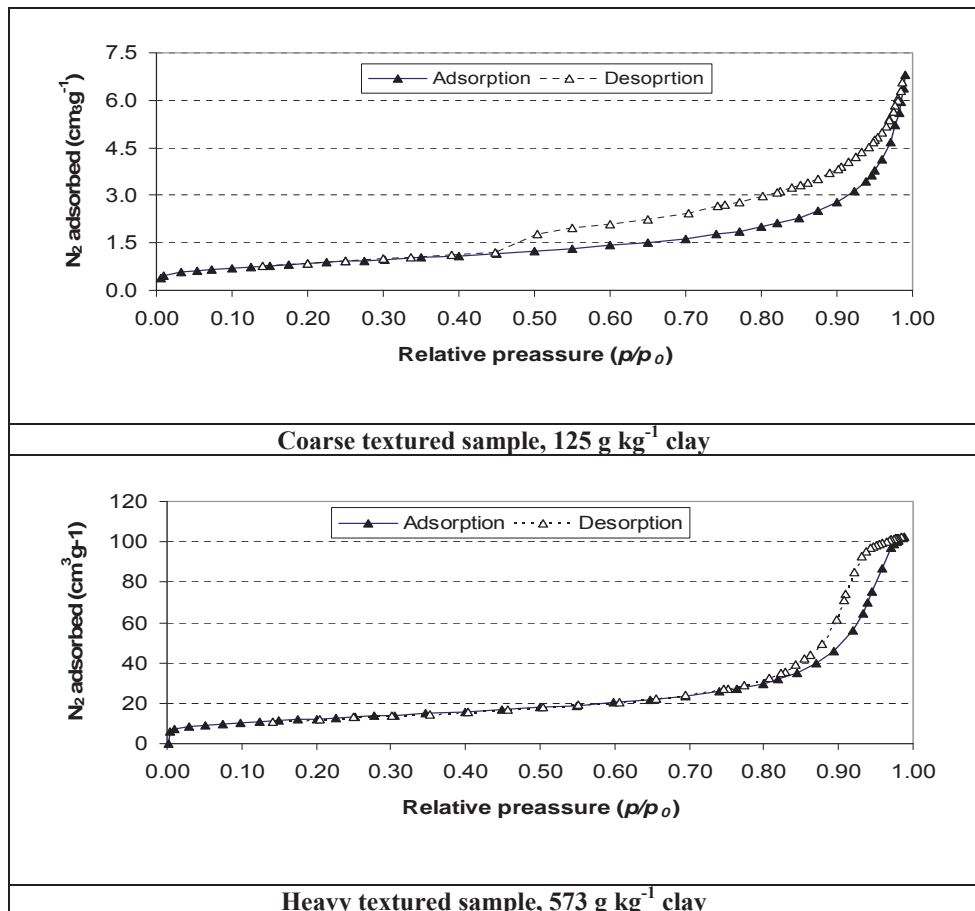 7.5
6.0
4.5
3.0
1.5
0.0
N₂ adsorbed (cm₃g⁻¹)
Adsorption Desoprtion
0.00 0.10 0.20 0.30 0.40 0.50 0.60 0.70 0.80 0.90 1.00
Relative preassure (p/p₀)
Coarse textured sample, 125 g kg⁻¹ clay
120
100
80
60
40
20
0
N₂ adsorbed (cm³g-1)
Adsorption Desorption
0.00 0.10 0.20 0.30 0.40 0.50 0.60 0.70 0.80 0.90 1.00
Relative preassure (p/p₀)
Heavy textured sample, 573 g kg⁻¹ clay